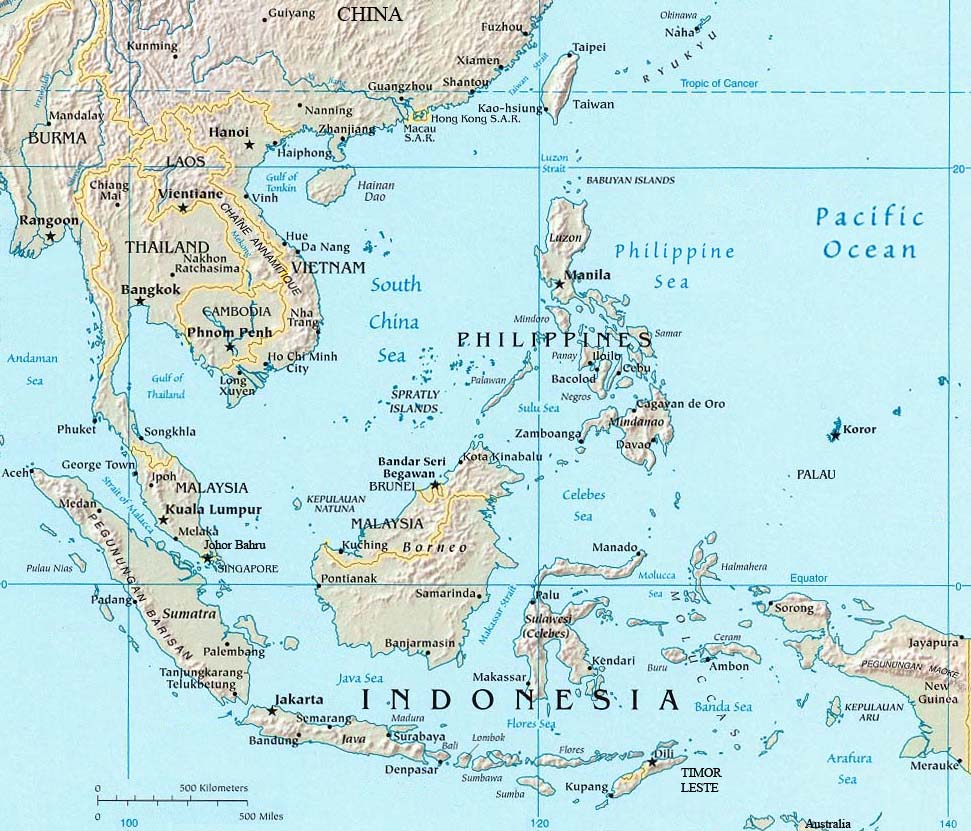 CHINA
Guiyang
Okinawa
Naha
RYUKYU
Fuzhou
Kunming
Taipei
Xiamen
Taiwan Strait
Tropic of Cancer
Irrawaddy
Xi Jiang
Guangzhou
Shantou
Kao-hsiung
Taiwan
Nanning
Mandalay
Hong Kong S.A.R.
Macau
S.A.R.
BURMA
Hanoi
Zhanjiang
Haiphong
Luzon
Strait
20
LAOS
Gulf of
Tonkin
BABUYAN ISLANDS
Salween
Chiang
Mai
Vientiane
Vinh
Hainan
Dao
Rangoon
CHAÎNE ANNAMITIQUE
Pacific
Ocean
Luzon
Hue
Da Nang
THAILAND
Mekong
Philippine
Sea
Nakhon
Ratchasima
VIETNAM
Manila
South
China
Sea
Bangkok
CAMBODIA
Nha
Trang
Mindoro
PHILIPPINES
Samar
Phnom Penh
Andaman
Sea
Ho Chi Minh
City
Panay
Iloilo
Cebu
Bacolod
Gulf of
Thailand
Long
Xuyen
Palawan
Negros
SPRATLY
ISLANDS
Sulu Sea
Cagayan de Oro
Mindanao
Phuket
Songkhla
Zamboanga
Davao
Koror
Kota Kinabalu
Bandar Seri
Begawan
BRUNEI
Aceh
George Town
Ipoh
MALAYSIA
PALAU
Strait of Malacca
KEPULAUAN
NATUNA
Celebes
Sea
Medan
Kuala Lumpur
MALAYSIA
Melaka
Johor Bahru
Kuching
Borneo
Manado
Pulau Nias
SINGAPORE
Halmahera
PEGUNUNGAN BARISAN
Pontianak
Molucca
Sea
Equator
0
0
Padang
Sumatra
Samarinda
Makassar Strait
Palu
MOLUCCAS
Sorong
Sulawesi
(Celebes)
Ceram
Jayapura
Palembang
Banjarmasin
Kendari
Buru
Ambon
PEGUNUNGAN MAOKE
Tanjungkarang-
Telukbetung
Java Sea
Makassar
New
Guinea
Jakarta
INDONESIA
Banda Sea
KEPULAUAN
ARU
Semarang
Madura
Flores Sea
Bandung
Java
Surabaya
Bali
Lombok
Flores
Dili
Arafura
Sea
Merauke
Denpasar
Sumbawa
Sumba
Kupang
TIMOR
LESTE
0 500 Kilometers
0 500 Miles
100
120
140
Australia